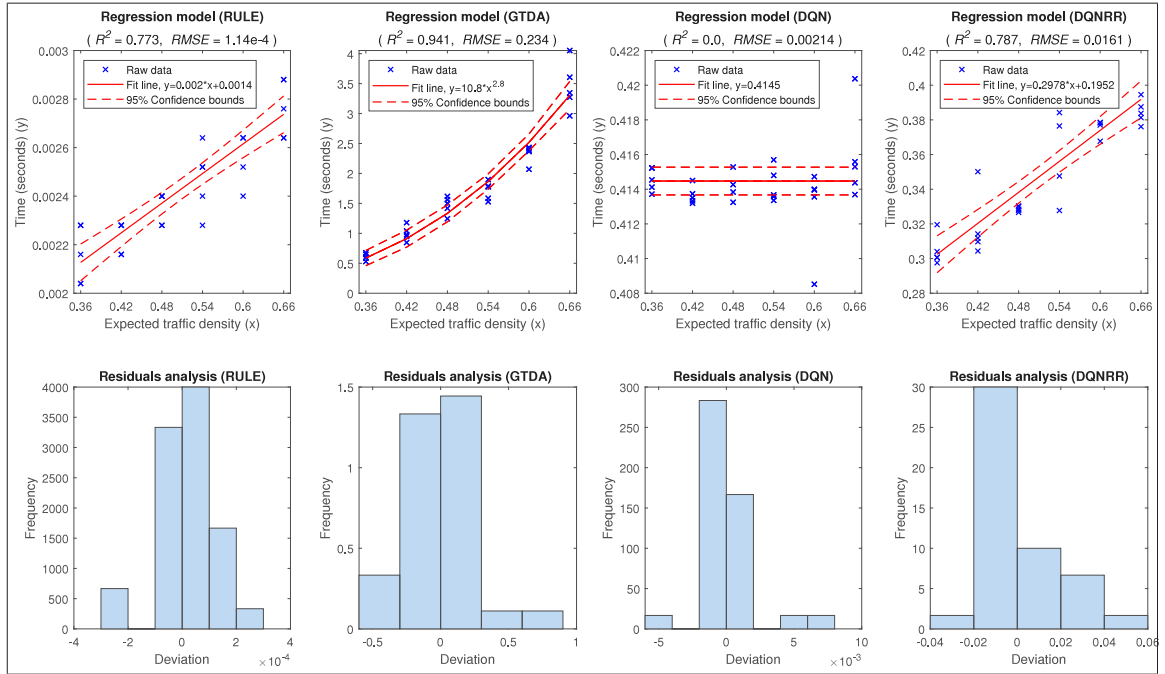 Regression model (RULE)
( R² = 0.773, RMSE = 1.14e-4 )
0.003
0.0028
0.0026
0.0024
0.0022
0.002
Time (seconds) (y)
Raw data
Fit line, y=0.002*x+0.0014
95% Confidence bounds
0.36 0.42 0.48 0.54 0.6 0.66
Expected traffic density (x)
Regression model (GTDA)
( R² = 0.941, RMSE = 0.234 )
4
3.5
3
2.5
2
1.5
1
0.5
0
Time (seconds) (y)
Raw data
Fit line, y=10.8*x^2.8
95% Confidence bounds
0.36 0.42 0.48 0.54 0.6 0.66
Expected traffic density (x)
Regression model (DQN)
( R² = 0.0, RMSE = 0.00214 )
0.422
0.42
0.418
0.416
0.414
0.412
0.41
0.408
Time (seconds) (y)
Raw data
Fit line, y=0.4145
95% Confidence bounds
0.36 0.42 0.48 0.54 0.6 0.66
Expected traffic density (x)
Regression model (DQNRR)
( R² = 0.787, RMSE = 0.0161 )
0.42
0.4
0.38
0.36
0.34
0.32
0.3
0.28
Time (seconds) (y)
Raw data
Fit line, y=0.2978*x+0.1952
95% Confidence bounds
0.36 0.42 0.48 0.54 0.6 0.66
Expected traffic density (x)
Residuals analysis (RULE)
4000
3500
3000
2500
2000
1500
1000
500
0
Frequency
-4 -2 0 2 4
Deviation
×10⁻⁴
Residuals analysis (GTDA)
1.5
1
0.5
0
Frequency
-0.5 0 0.5 1
Deviation
Residuals analysis (DQN)
300
250
200
150
100
50
0
Frequency
-5 0 5 10
Deviation
×10⁻³
Residuals analysis (DQNRR)
30
25
20
15
10
5
0
Frequency
-0.04 -0.02 0 0.02 0.04 0.06
Deviation